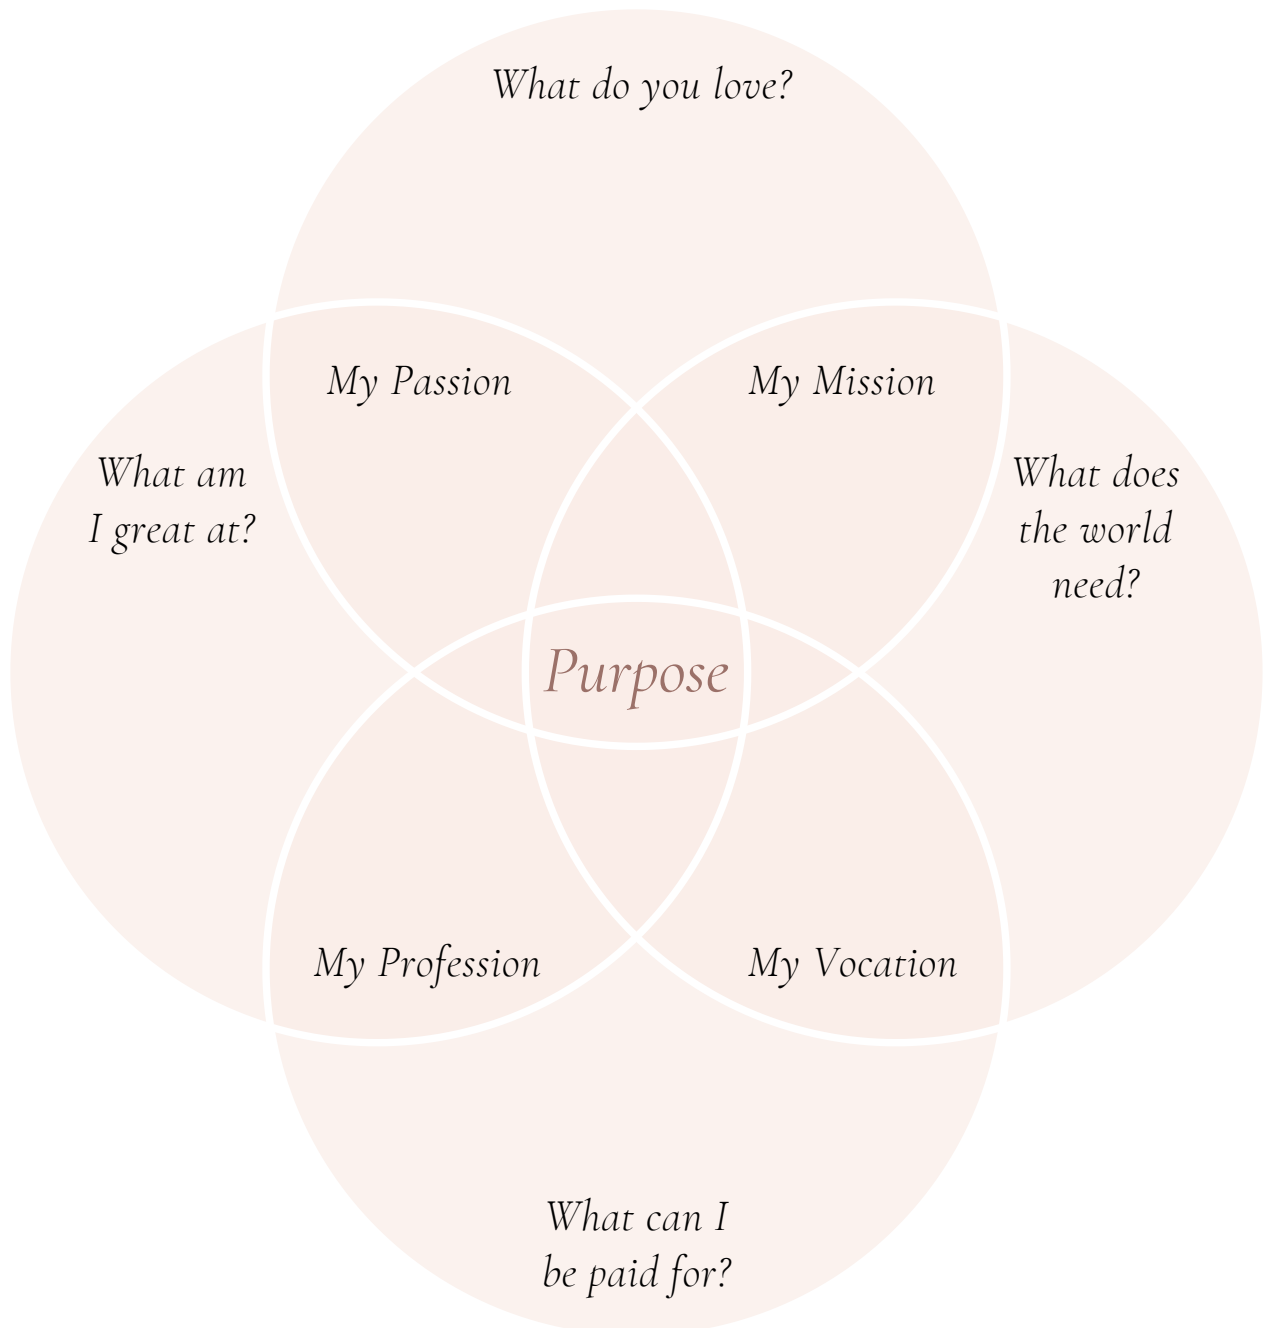 What do you love?
My Passion
My Mission
What am
I great at?
What does
the world
need?
Purpose
My Profession
My Vocation
What can I
be paid for?